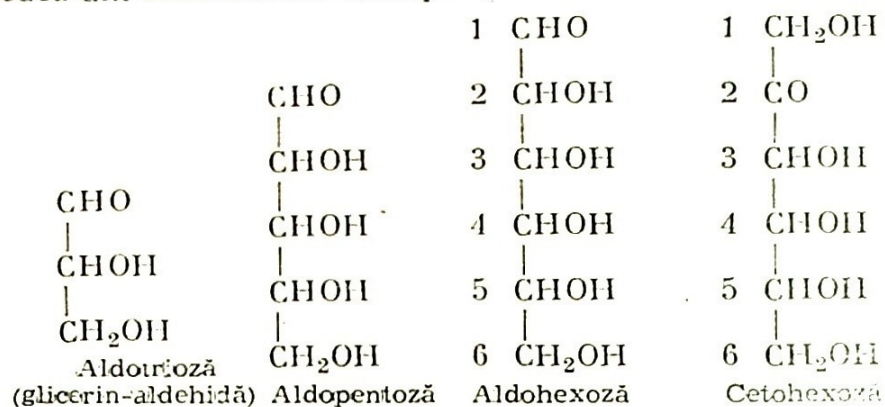 1 CHO 1 CH₂OH
CHO 2 CHOH 2 CO
CHOH 3 CHOH 3 CHOH
CHO
CHOH 4 CHOH 4 CHOH
CHOH
CHOH 5 CHOH 5 CHOH
CH₂OH
CH₂OH 6 CH₂OH 6 CH₂OH
Aldotrioză
(glicerin-aldehidă) Aldopentoză Aldohexoză Cetohexoză